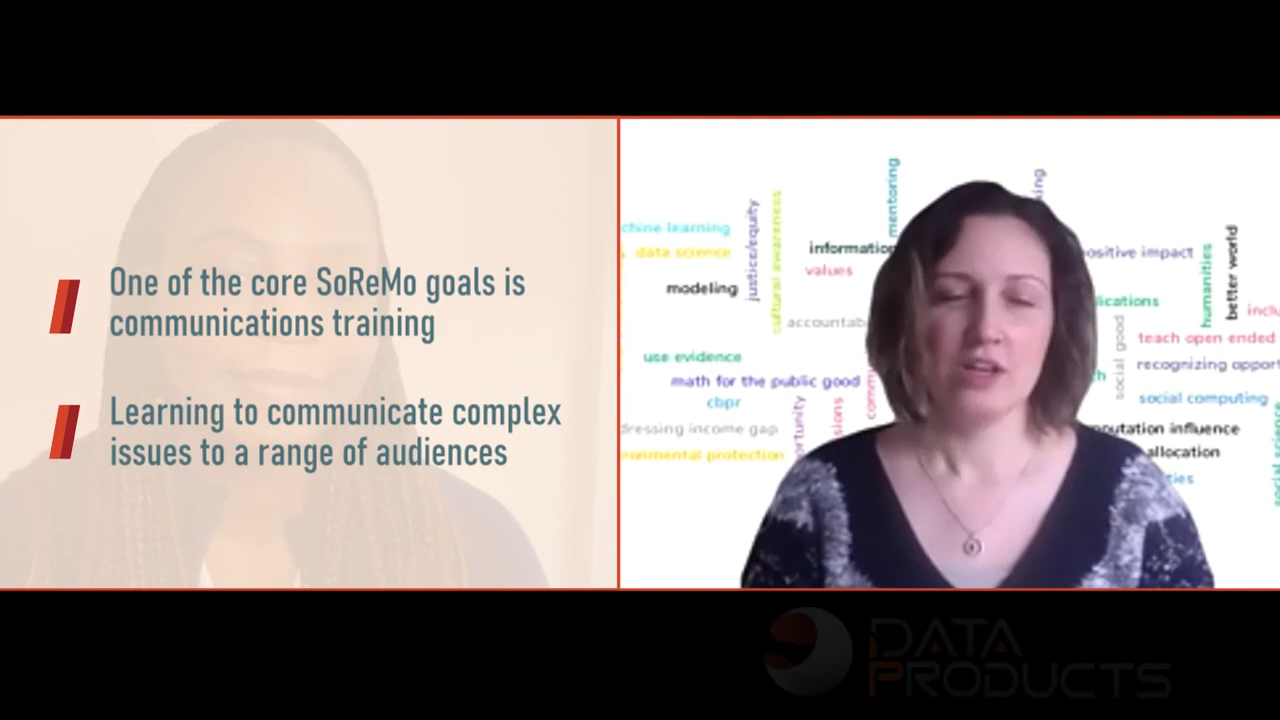 One of the core SoReMo goals is
communications training
Learning to communicate complex
issues to a range of audiences
mentoring
chine learning
data science
justice/equity
cultural awareness
information
values
modeling
use evidence
math for the public good
cbpr
dressing income gap
ronmental protection
positive impact
humanities
better world
social good
teach open ended
recognizing opport
social computing
putation influence
allocation
social science
DATA
PRODUCTS